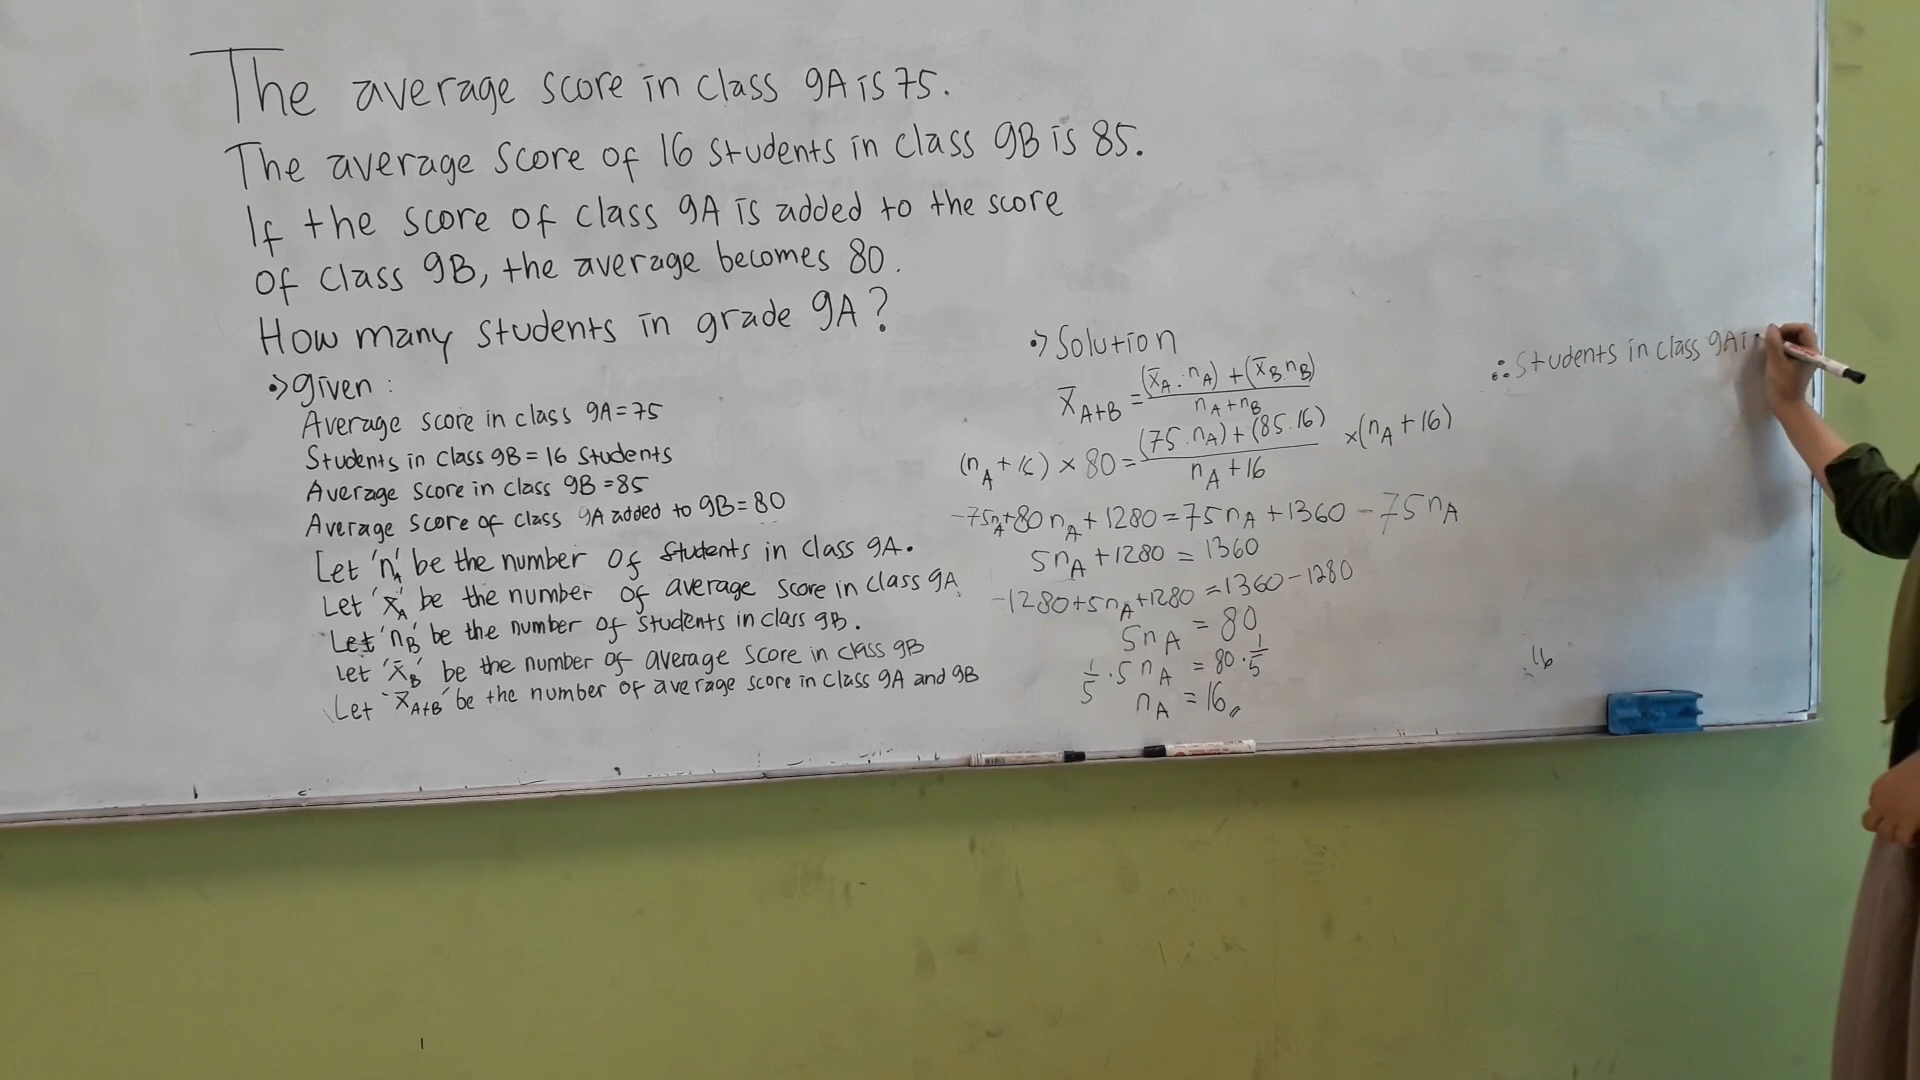 The average score in class 9A is 75.
The average score of 16 students in class 9B is 85.
If the score of class 9A is added to the score
of class 9B, the average becomes 80.
How many students in grade 9A?
•> given :
Average score in class 9A = 75
Students in class 9B = 16 students
Average score in class 9B = 85
Average score of class 9A added to 9B = 80
Let 'n_A' be the number of students in class 9A.
Let 'x̄_A' be the number of average score in class 9A.
Let 'n_B' be the number of students in class 9B.
Let 'x̄_B' be the number of average score in class 9B
Let 'x̄_A+B' be the number of average score in class 9A and 9B
•> Solution
x̄_A+B = (x̄_A . n_A) + (x̄_B . n_B) / n_A + n_B
(n_A + 16) × 80 = (75 . n_A) + (85 . 16) / n_A + 16 × (n_A + 16)
-75n_A + 80n_A + 1280 = 75n_A + 1360 - 75n_A
5n_A + 1280 = 1360
-1280 + 5n_A + 1280 = 1360 - 1280
5n_A = 80
1/5 . 5 n_A = 80 . 1/5
n_A = 16,,
∴ Students in class 9A i
16